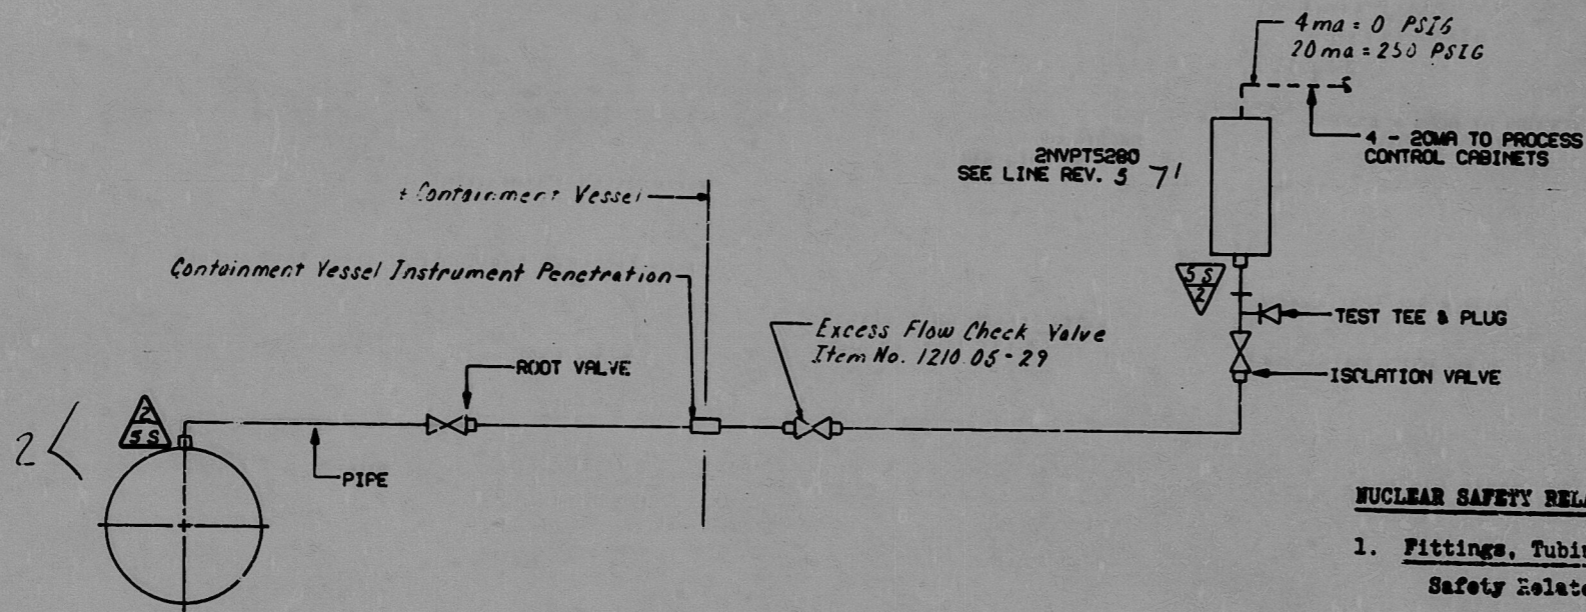 4ma = 0 PSIG
20ma = 250 PSIG
4 - 20MA TO PROCESS
CONTROL CABINETS
2NVPT5280
SEE LINE REV. 5 7'
Containment Vessel
Containment Vessel Instrument Penetration
5S
2
TEST TEE & PLUG
Excess Flow Check Valve
Item No. 1210.05-29
ISOLATION VALVE
ROOT VALVE
2
2
5S
PIPE
NUCLEAR SAFETY
1. Fittings,
Safety